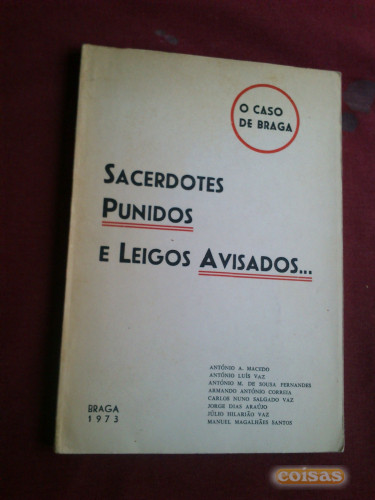 O CASO
DE BRAGA
SACERDOTES
PUNIDOS
E LEIGOS AVISADOS...
ANTÓNIO A. MACEDO
ANTÓNIO LUÍS VAZ
ANTÓNIO M. DE SOUSA FERNANDES
ARMANDO ANTÓNIO CORREIA
CARLOS NUNO SALGADO VAZ
JORGE DIAS ARAÚJO
JÚLIO HILARIÃO VAZ
MANUEL MAGALHÃES SANTOS
BRAGA
1973
coisas